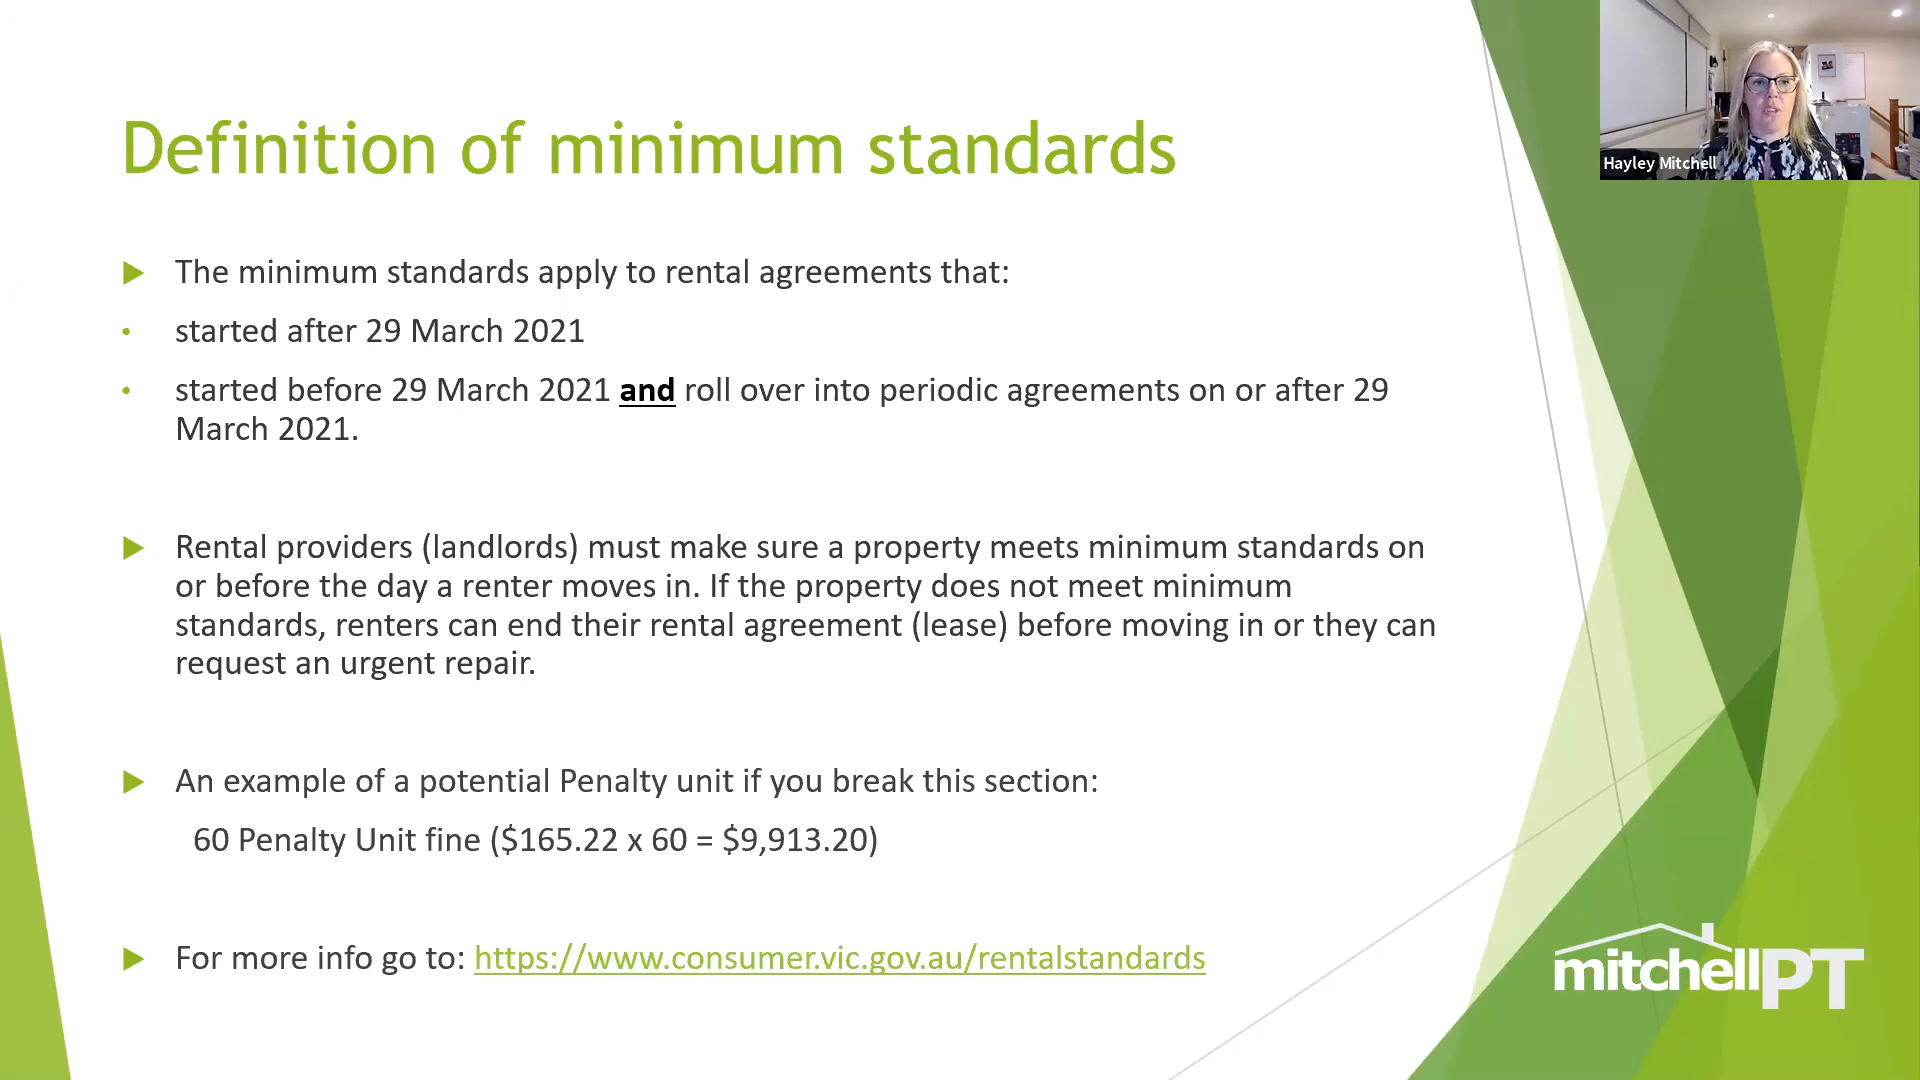 Definition of minimum standards
Hayley Mitchell
The minimum standards apply to rental agreements that:
started after 29 March 2021
started before 29 March 2021 and roll over into periodic agreements on or after 29
March 2021.
Rental providers (landlords) must make sure a property meets minimum standards on
or before the day a renter moves in. If the property does not meet minimum
standards, renters can end their rental agreement (lease) before moving in or they can
request an urgent repair.
An example of a potential Penalty unit if you break this section:
60 Penalty Unit fine ($165.22 x 60 = $9,913.20)
For more info go to: https://www.consumer.vic.gov.au/rentalstandards
mitchellPT